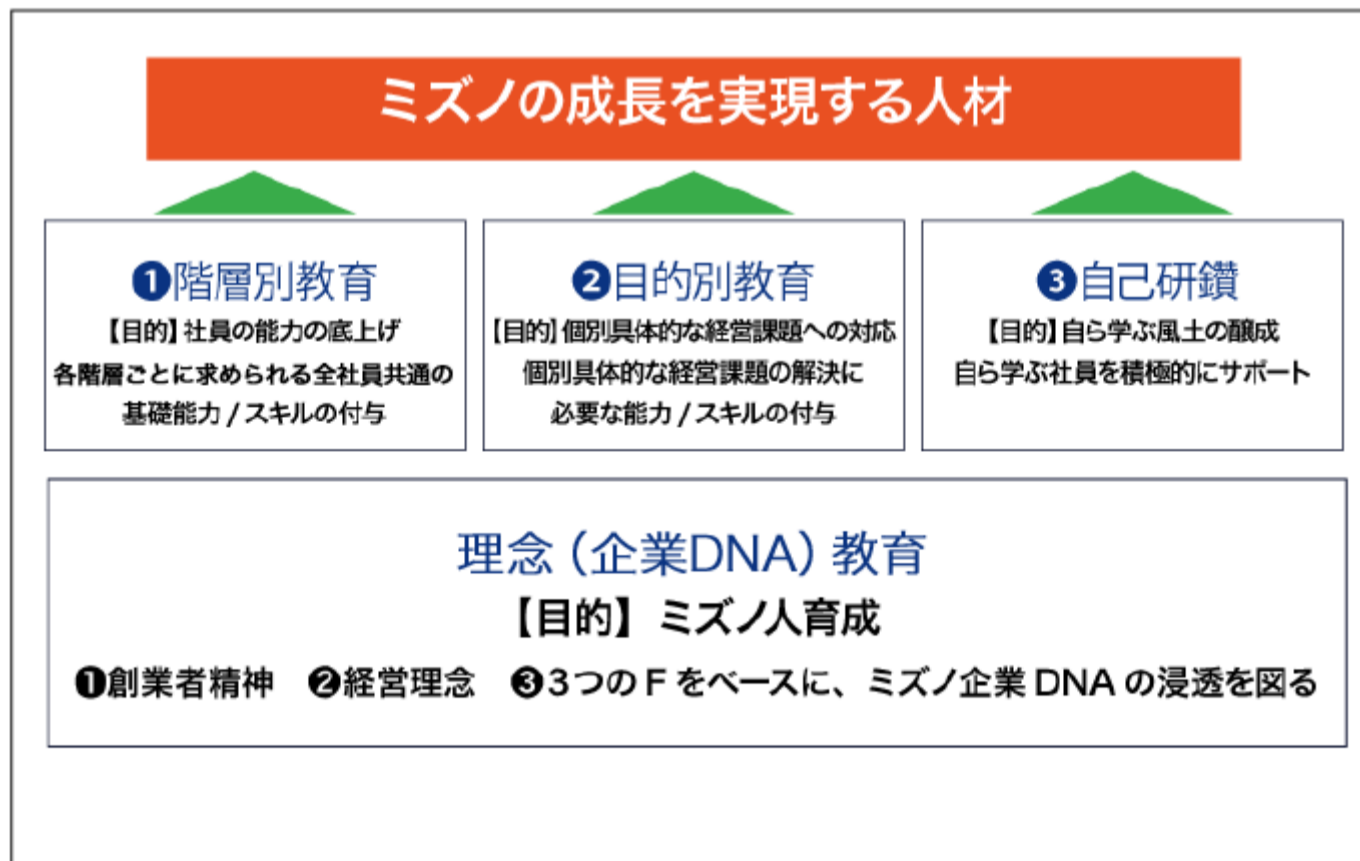 ミズノの成長を実現する人材
❶階層別教育
【目的】社員の能力の底上げ
各階層ごとに求められる全社員共通の
基礎能力 / スキルの付与
❷目的別教育
【目的】個別具体的な経営課題への対応
個別具体的な経営課題の解決に
必要な能力 / スキルの付与
❸自己研鑽
【目的】自ら学ぶ風土の醸成
自ら学ぶ社員を積極的にサポート
理念（企業DNA）教育
【目的】ミズノ人育成
❶創業者精神　❷経営理念　❸3つの F をベースに、ミズノ企業 DNA の浸透を図る